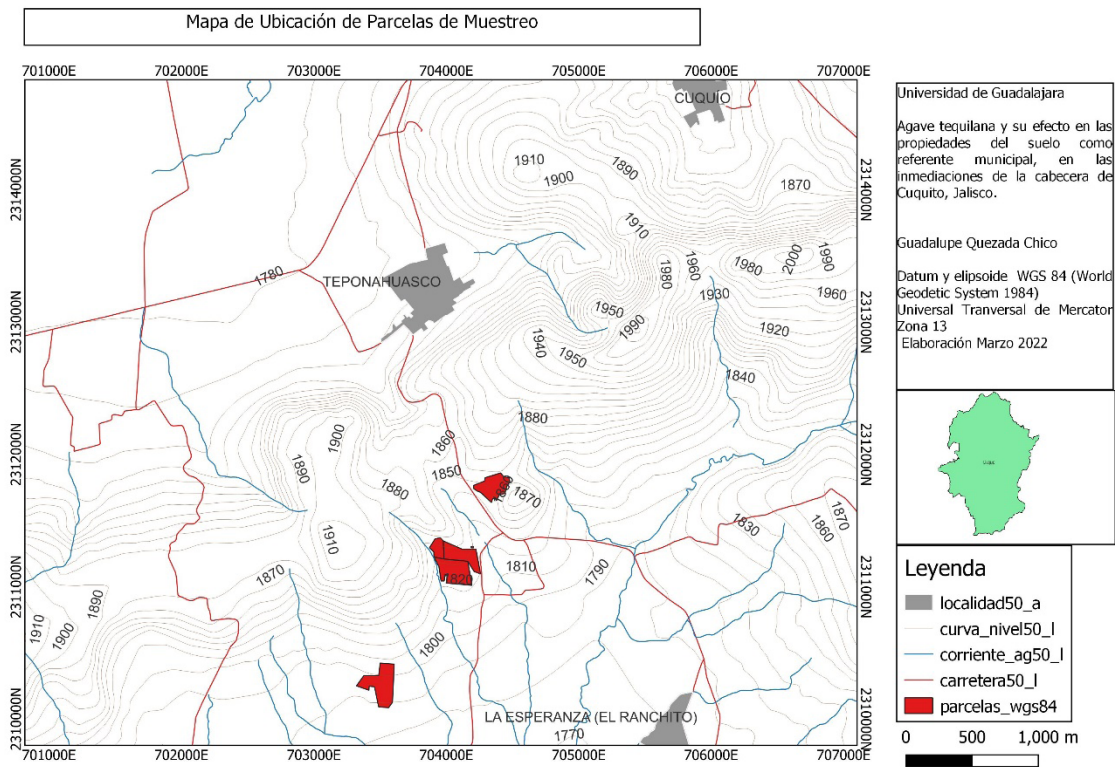 Mapa de Ubicación de Parcelas de Muestreo
701000E 702000E 703000E 704000E 705000E 706000E 707000E
2314000N
2313000N
2312000N
2311000N
2310000N
CUQUIO
1910
1900
1890
1870
1910
1980
1960
1980
2000
1990
1930
1960
1780
TEPONAHUASCO
1950
1990
1920
1940
1950
1840
1880
1900
1860
1890
1850
1880
1860
1870
1830
1860
1870
1910
1810
1790
1820
1870
1890
1910
1900
1800
LA ESPERANZA (EL RANCHITO)
1770
2314000N
2313000N
2312000N
2311000N
2310000N
701000E 702000E 703000E 704000E 705000E 706000E 707000E
Universidad de Guadalajara
Agave tequilana y su efecto en las
propiedades del suelo como
referente municipal, en las
inmediaciones de la cabecera de
Cuquito, Jalisco.
Guadalupe Quezada Chico
Datum y elipsoide WGS 84 (World
Geodetic System 1984)
Universal Tranversal de Mercator
Zona 13
Elaboración Marzo 2022
Leyenda
localidad50_a
curva_nivel50_l
corriente_ag50_l
carretera50_l
parcelas_wgs84
0 500 1,000 m